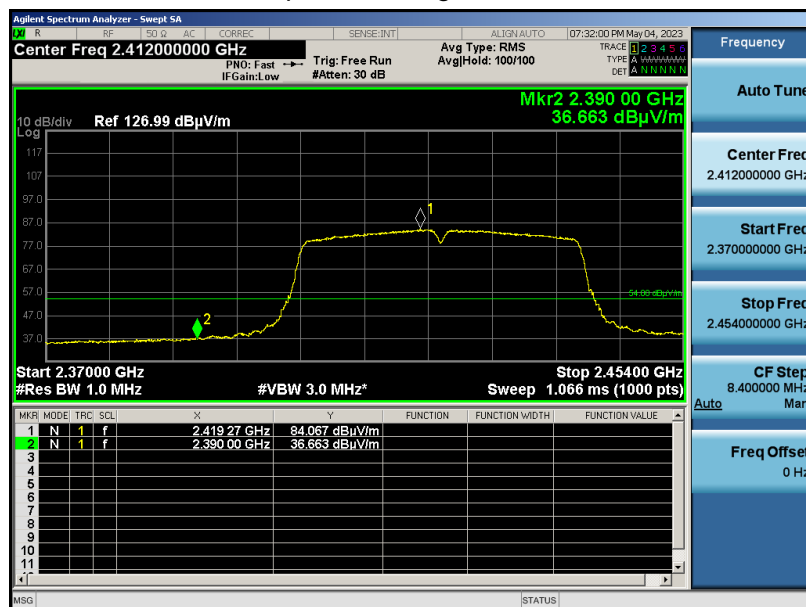 Agilent Spectrum Analyzer - Swept SA
LXI R RF 50 Ω AC CORREC SENSE:INT ALIGN AUTO 07:32:00 PM May 04, 2023
Center Freq 2.412000000 GHz
PNO: Fast Trig: Free Run Avg Type: RMS TRACE 1 2 3 4 5 6
IFGain:Low #Atten: 30 dB Avg|Hold: 100/100 TYPE A
DET A N N N N N
Mkr2 2.390 00 GHz
10 dB/div Ref 126.99 dBµV/m 36.663 dBµV/m
Log
117
107
97.0
87.0
77.0
67.0
57.0
47.0
37.0
1
2
54.00 dBµV/m
Start 2.37000 GHz Stop 2.45400 GHz
#Res BW 1.0 MHz #VBW 3.0 MHz* Sweep 1.066 ms (1000 pts)
MKR MODE TRC SCL X Y FUNCTION FUNCTION WIDTH FUNCTION VALUE
1 N 1 f 2.419 27 GHz 84.067 dBµV/m
2 N 1 f 2.390 00 GHz 36.663 dBµV/m
3
4
5
6
7
8
9
10
11
MSG STATUS
Frequency
Auto Tune
Center Freq
2.412000000 GHz
Start Freq
2.370000000 GHz
Stop Freq
2.454000000 GHz
CF Step
8.400000 MHz
Auto Man
Freq Offset
0 Hz